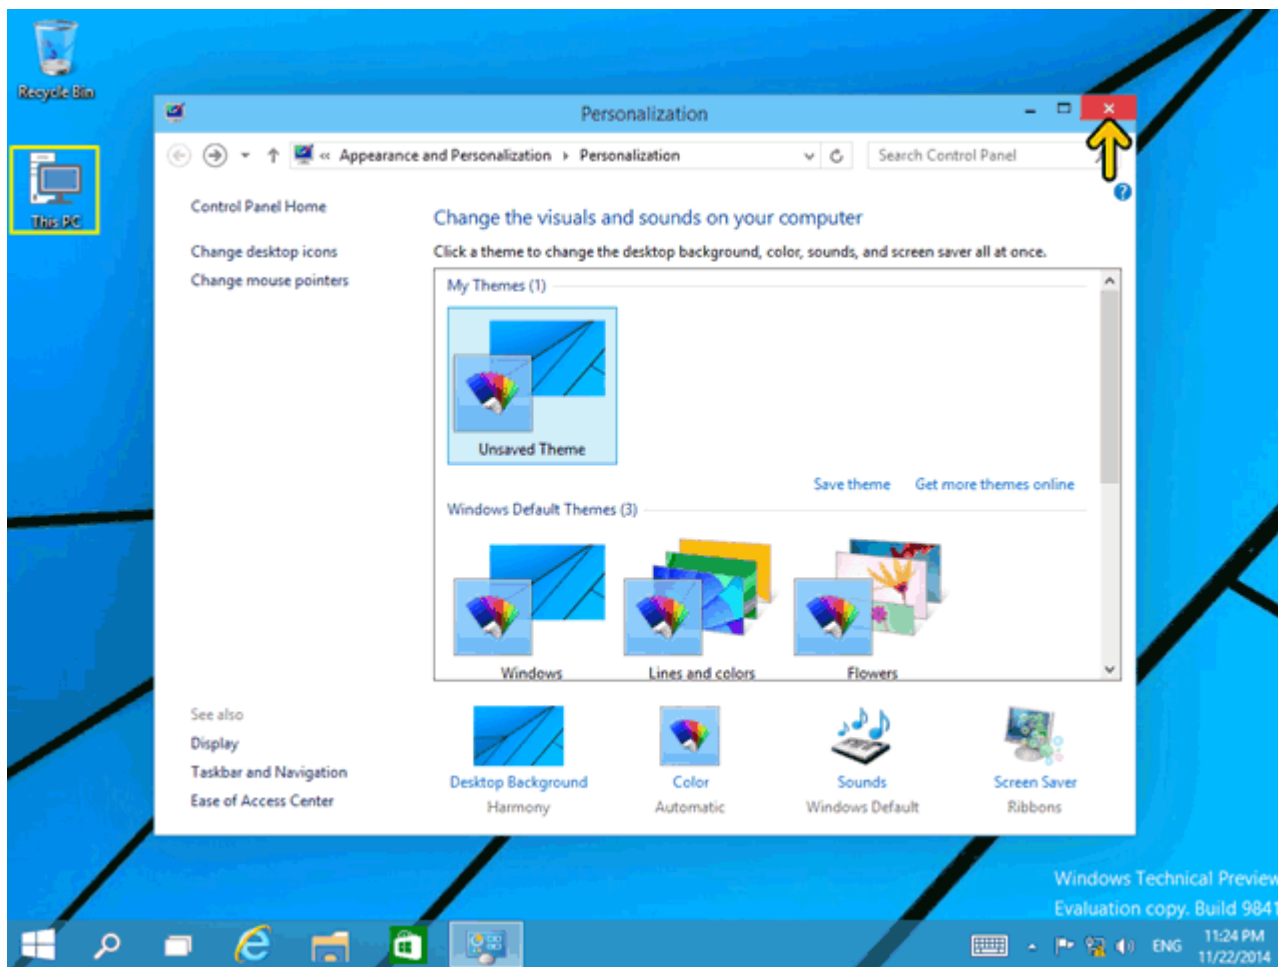 Recycle Bin
This PC
Personalization
« Appearance and Personalization Personalization
Search Control Panel
Control Panel Home
Change desktop icons
Change mouse pointers
Change the visuals and sounds on your computer
Click a theme to change the desktop background, color, sounds, and screen saver all at once.
My Themes (1)
Unsaved Theme
Save theme Get more themes online
Windows Default Themes (3)
Windows Lines and colors Flowers
See also
Display
Taskbar and Navigation
Ease of Access Center
Desktop Background
Harmony
Color
Automatic
Sounds
Windows Default
Screen Saver
Ribbons
Windows Technical Preview
Evaluation copy. Build 9841
ENG
11:24 PM
11/22/2014